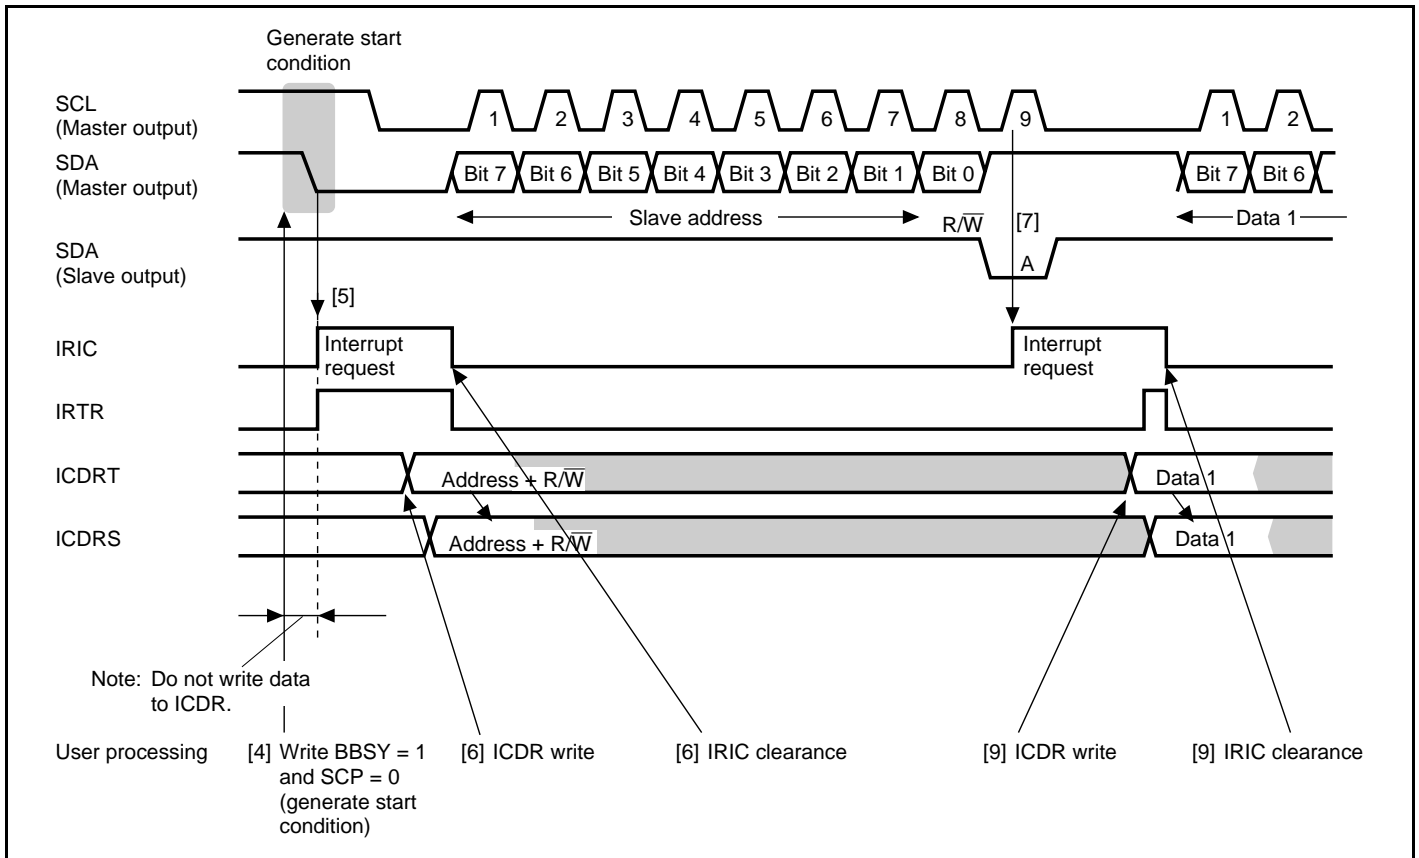 Generate start
condition
SCL
(Master output)
1 2 3 4 5 6 7 8 9 1 2
SDA
(Master output)
Bit 7 Bit 6 Bit 5 Bit 4 Bit 3 Bit 2 Bit 1 Bit 0 Bit 7 Bit 6
Slave address R/W̅ [7] Data 1
SDA
(Slave output)
A
[5]
IRIC
Interrupt
request
Interrupt
request
IRTR
ICDRT
Address + R/W̅ Data 1
ICDRS
Address + R/W̅ Data 1
Note: Do not write data
to ICDR.
User processing [4] Write BBSY = 1
and SCP = 0
(generate start
condition)
[6] ICDR write [6] IRIC clearance [9] ICDR write [9] IRIC clearance